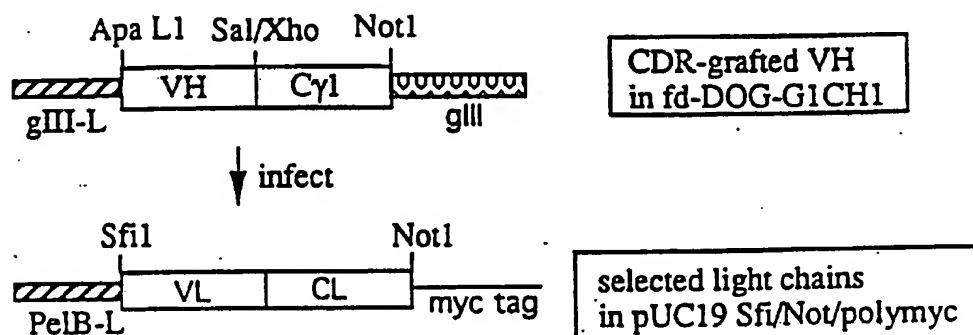 Apa L1 Sal/Xho Not1
VH Cγ1
gIII-L gIII
CDR-grafted VH
in fd-DOG-G1CH1
infect
Sfi1 Not1
VL CL
PelB-L myc tag
selected light chains
in pUC19 Sfi/Not/polymyc